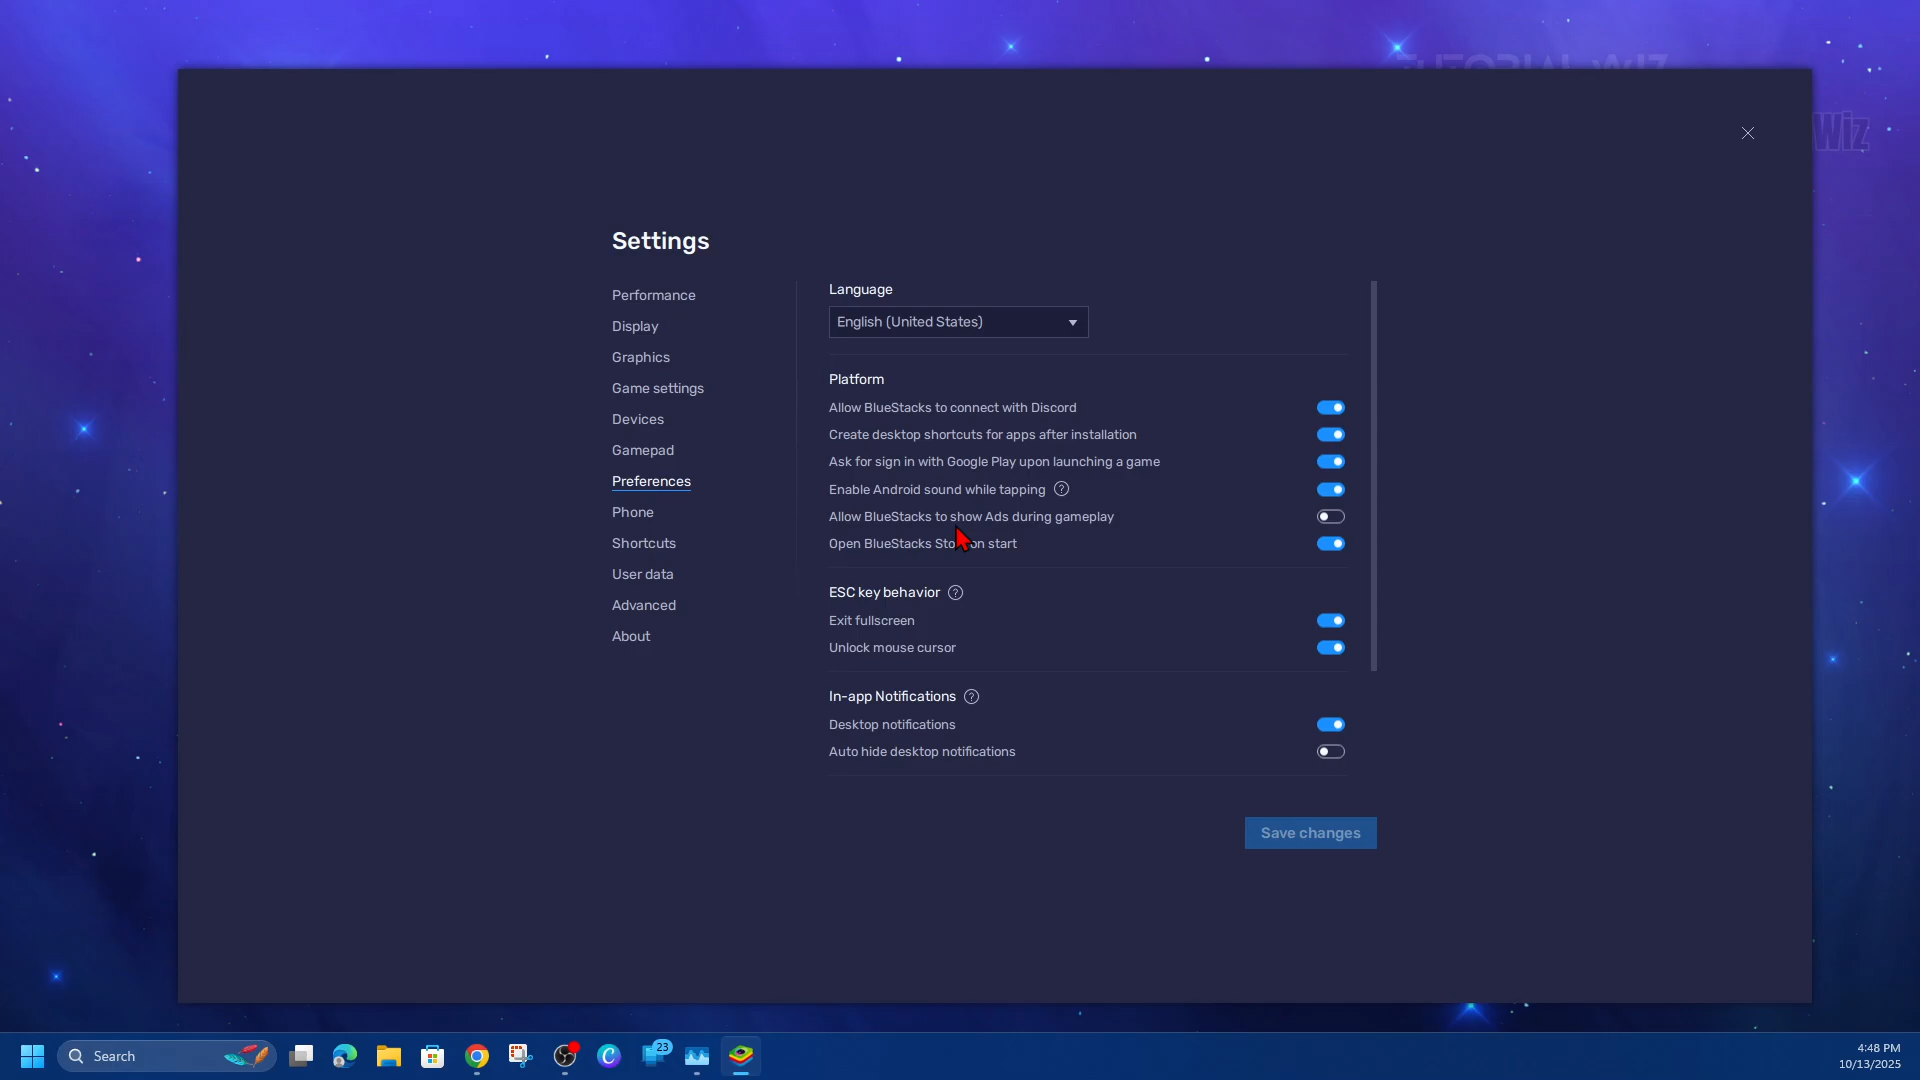 Wiz
Settings
Performance
Display
Graphics
Game settings
Devices
Gamepad
Preferences
Phone
Shortcuts
User data
Advanced
About
Language
English (United States)
Platform
Allow BlueStacks to connect with Discord
Create desktop shortcuts for apps after installation
Ask for sign in with Google Play upon launching a game
Enable Android sound while tapping ?
Allow BlueStacks to show Ads during gameplay
Open BlueStacks Sto on start
ESC key behavior ?
Exit fullscreen
Unlock mouse cursor
In-app Notifications ?
Desktop notifications
Auto hide desktop notifications
Save changes
Search
23
4:48 PM
10/13/2025